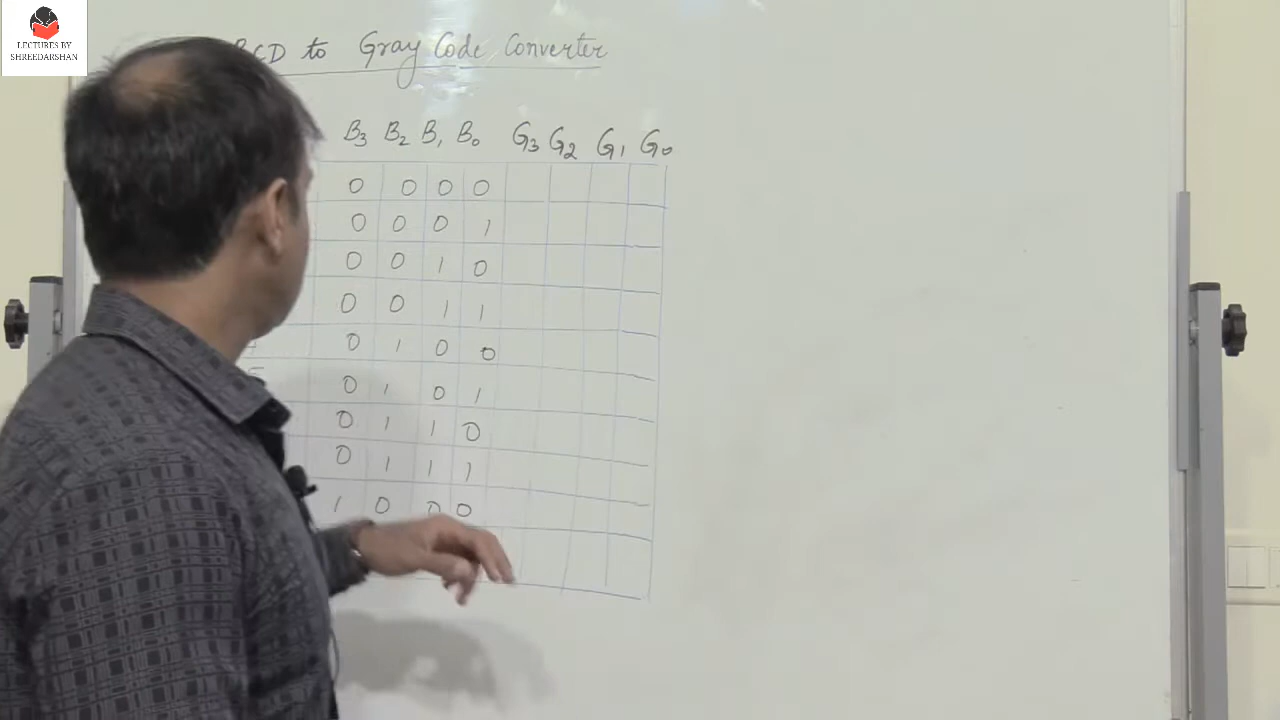 LECTURES BY
SHREEDARSHAN
BCD to Gray Code Converter
B3 B2 B1 B0 G3 G2 G1 G0
0 0 0 0
0 0 0 1
0 0 1 0
0 0 1 1
0 1 0 0
0 1 0 1
0 1 1 0
0 1 1 1
1 0 0 0